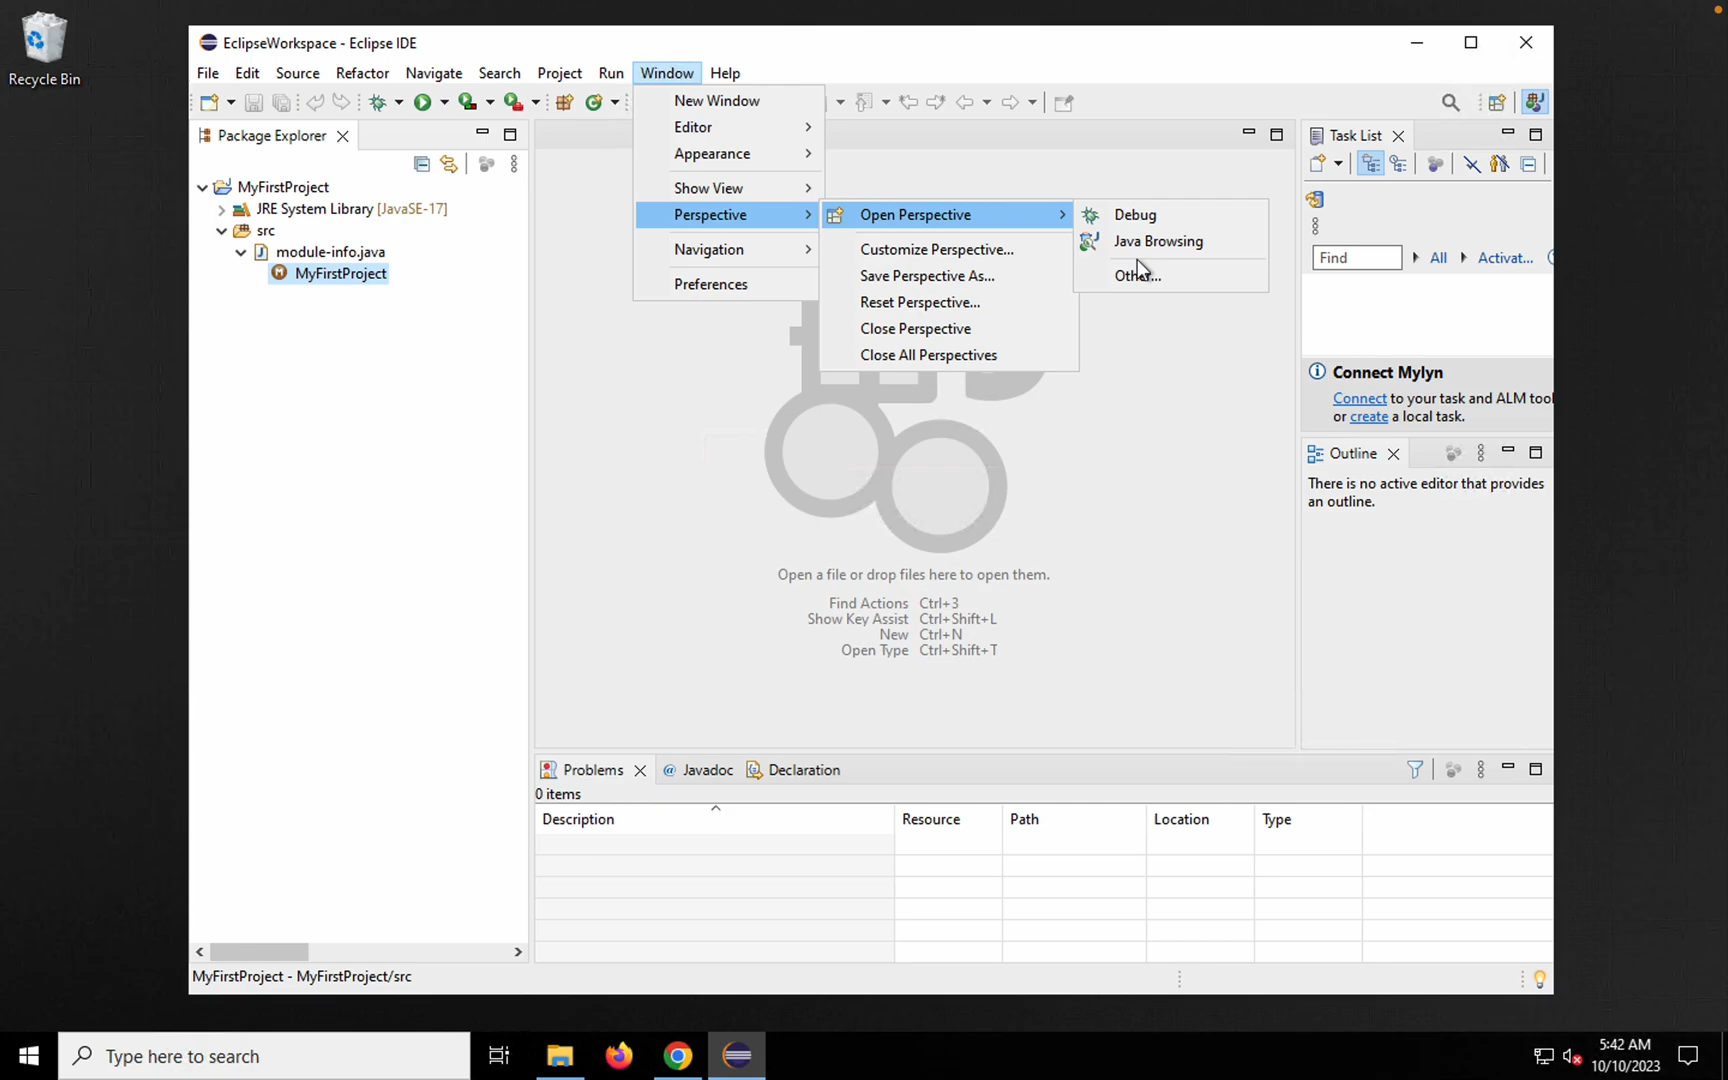 Recycle Bin
EclipseWorkspace - Eclipse IDE
File Edit Source Refactor Navigate Search Project Run Window Help
New Window
Editor
Appearance
Show View
Perspective
Navigation
Preferences
Open Perspective
Customize Perspective...
Save Perspective As...
Reset Perspective...
Close Perspective
Close All Perspectives
Debug
Java Browsing
Other...
Package Explorer
MyFirstProject
JRE System Library [JavaSE-17]
src
module-info.java
MyFirstProject
Open a file or drop files here to open them.
Find Actions Ctrl+3
Show Key Assist Ctrl+Shift+L
New Ctrl+N
Open Type Ctrl+Shift+T
Task List
Find All Activat...
Connect Mylyn
Connect to your task and ALM tool
or create a local task.
Outline
There is no active editor that provides
an outline.
Problems @ Javadoc Declaration
0 items
Description Resource Path Location Type
MyFirstProject - MyFirstProject/src
Type here to search
5:42 AM
10/10/2023